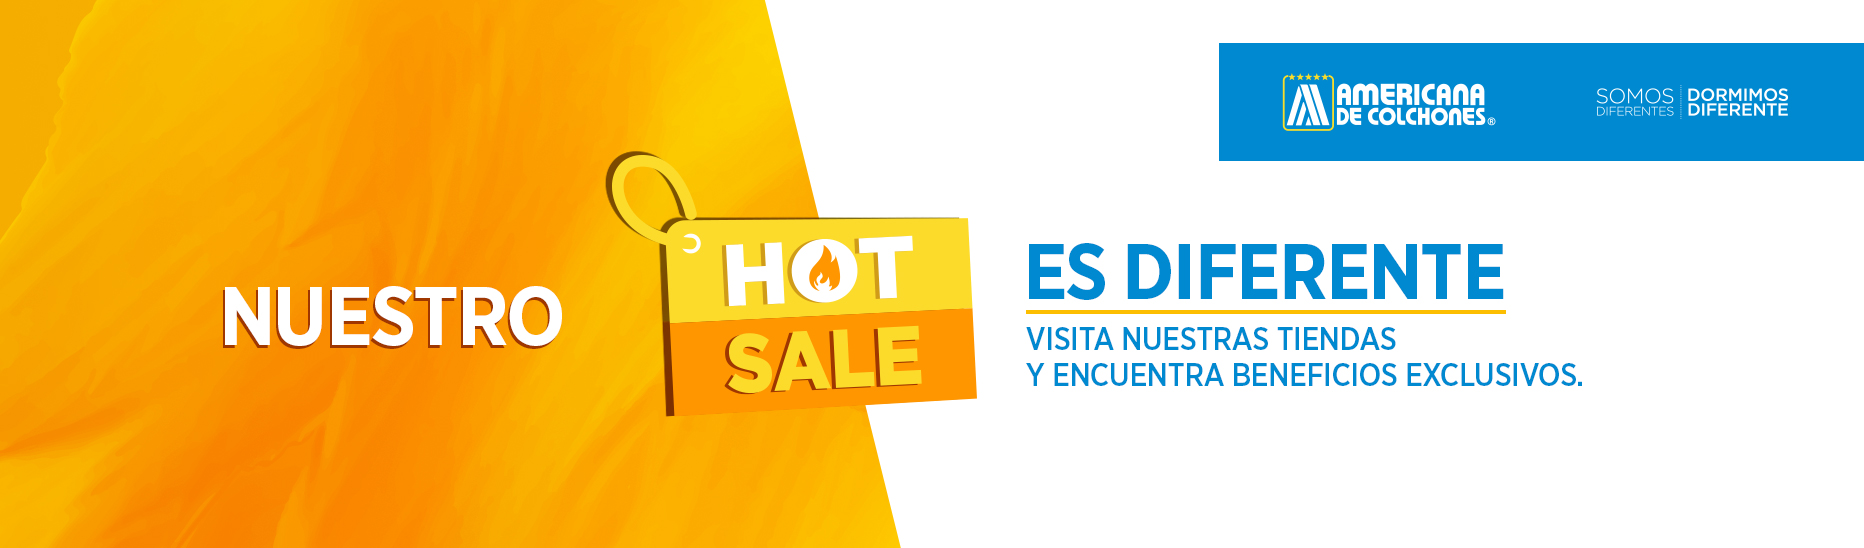 AMERICANA
DE COLCHONES®
SOMOS
DIFERENTES
DORMIMOS
DIFERENTE
NUESTRO
HOT
SALE
ES DIFERENTE
VISITA NUESTRAS TIENDAS
Y ENCUENTRA BENEFICIOS EXCLUSIVOS.